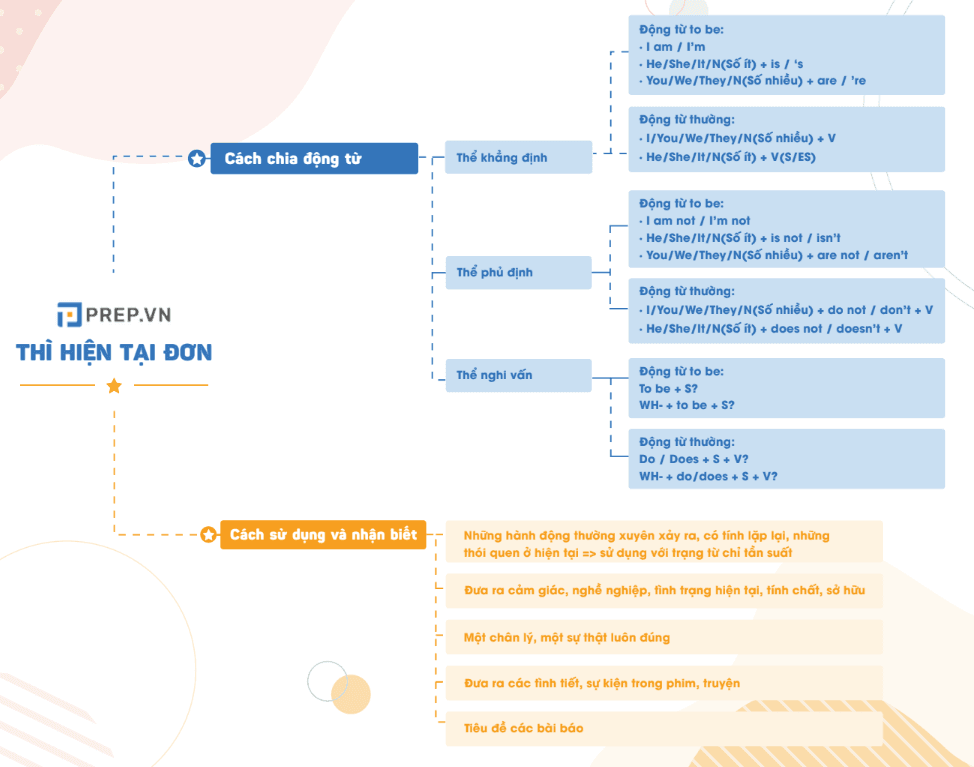 PREP.VN
THÌ HIỆN TẠI ĐƠN
Cách chia động từ
Thể khẳng định
Động từ to be:
· I am / I'm
· He/She/It/N(Số ít) + is / 's
· You/We/They/N(Số nhiều) + are / 're
Động từ thường:
· I/You/We/They/N(Số nhiều) + V
· He/She/It/N(Số ít) + V(S/ES)
Thể phủ định
Động từ to be:
· I am not / I'm not
· He/She/It/N(Số ít) + is not / isn't
· You/We/They/N(Số nhiều) + are not / aren't
Động từ thường:
· I/You/We/They/N(Số nhiều) + do not / don't + V
· He/She/It/N(Số ít) + does not / doesn't + V
Thể nghi vấn
Động từ to be:
To be + S?
WH- + to be + S?
Động từ thường:
Do / Does + S + V?
WH- + do/does + S + V?
Cách sử dụng và nhận biết
Những hành động thường xuyên xảy ra, có tính lặp lại, những
thói quen ở hiện tại => sử dụng với trạng từ chỉ tần suất
Đưa ra cảm giác, nghề nghiệp, tình trạng hiện tại, tính chất, sở hữu
Một chân lý, một sự thật luôn đúng
Đưa ra các tình tiết, sự kiện trong phim, truyện
Tiêu đề các bài báo